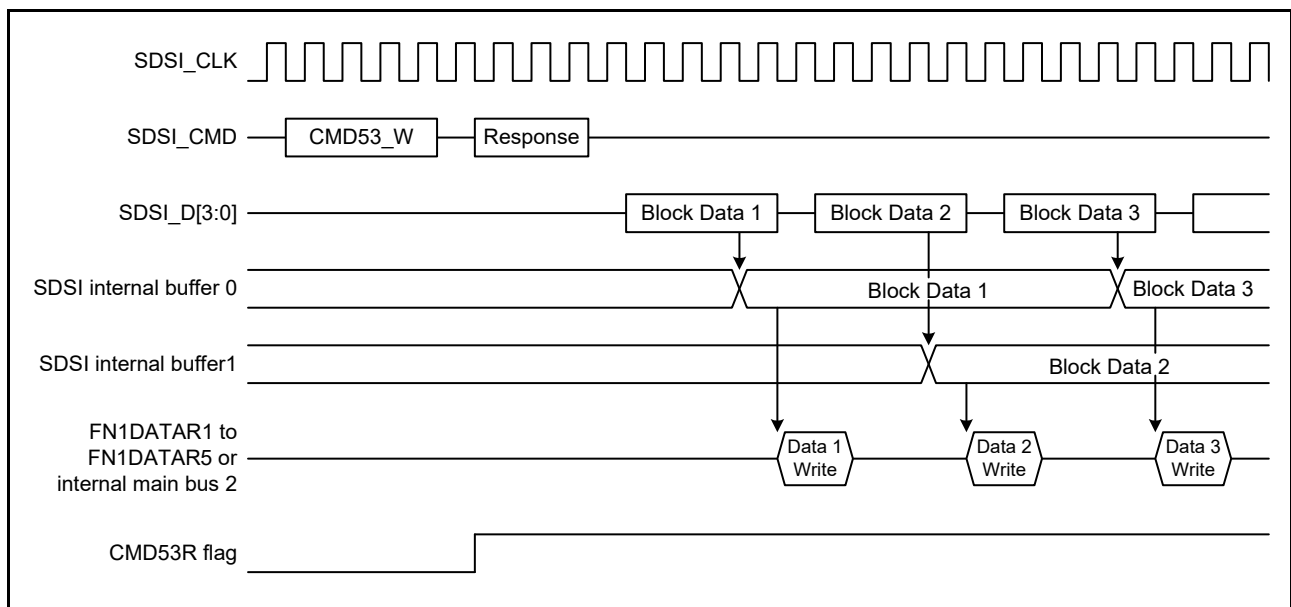 SDSI_CLK
SDSI_CMD
CMD53_W
Response
SDSI_D[3:0]
Block Data 1
Block Data 2
Block Data 3
SDSI internal buffer 0
Block Data 1
Block Data 3
SDSI internal buffer1
Block Data 2
FN1DATAR1 to
FN1DATAR5 or
internal main bus 2
Data 1
Write
Data 2
Write
Data 3
Write
CMD53R flag